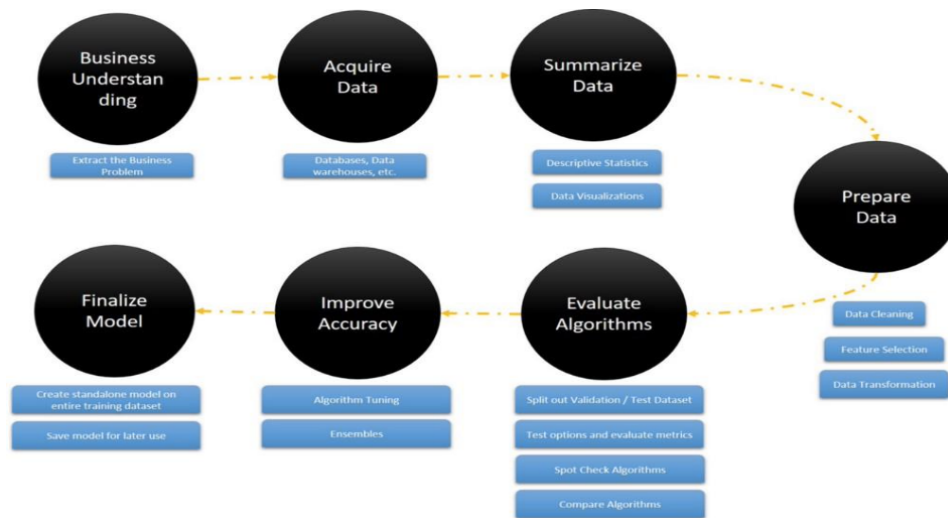 Business
Understan
ding
Extract the Business
Problem
Acquire
Data
Databases, Data
warehouses, etc.
Summarize
Data
Descriptive Statistics
Data Visualizations
Prepare
Data
Data Cleaning
Feature Selection
Data Transformation
Evaluate
Algorithms
Split out Validation / Test Dataset
Test options and evaluate metrics
Spot Check Algorithms
Compare Algorithms
Improve
Accuracy
Algorithm Tuning
Ensembles
Finalize
Model
Create standalone model on
entire training dataset
Save model for later use